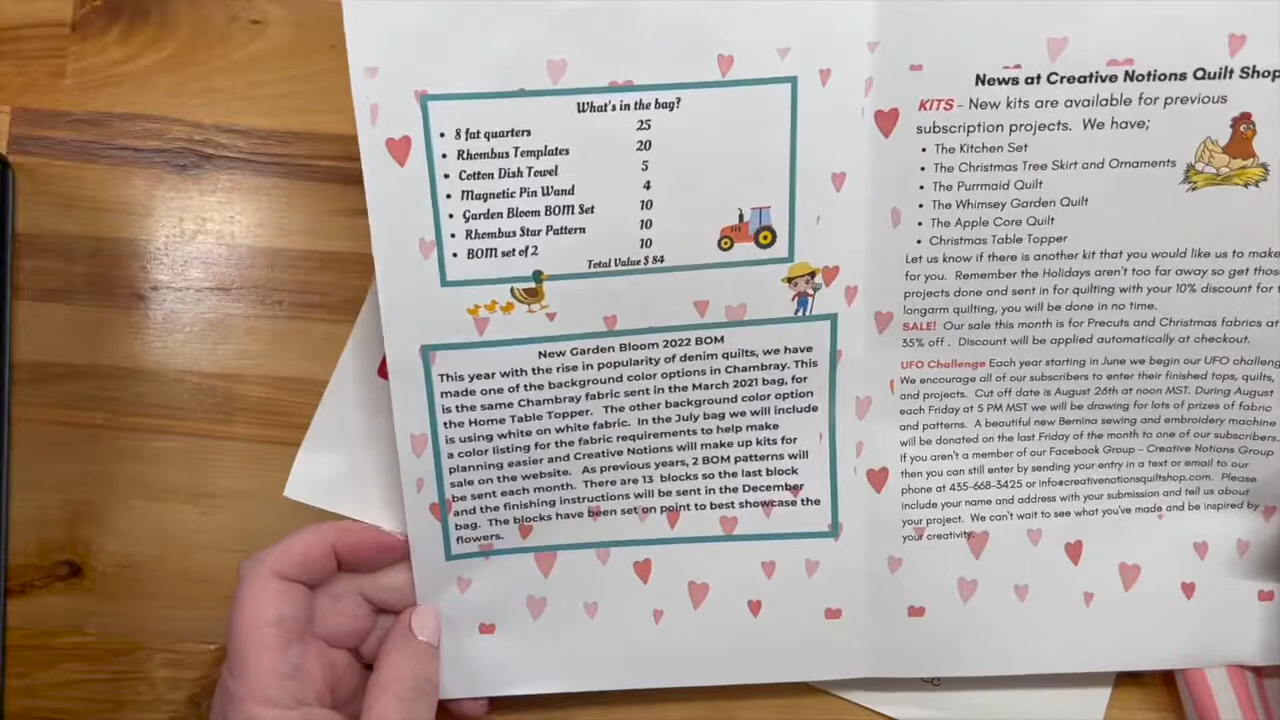 What's in the bag?
• 8 fat quarters 25
• Rhombus Templates 20
• Cotton Dish Towel 5
• Magnetic Pin Wand 4
• Garden Bloom BOM Set 10
• Rhombus Star Pattern 10
• BOM set of 2 10
Total Value $ 84
New Garden Bloom 2022 BOM
This year with the rise in popularity of denim quilts, we have
made one of the background color options in Chambray. This
is the same Chambray fabric sent in the March 2021 bag, for
the Home Table Topper. The other background color option
is using white on white fabric. In the July bag we will include
a color listing for the fabric requirements to help make
planning easier and Creative Notions will make up kits for
sale on the website. As previous years, 2 BOM patterns will
be sent each month. There are 13 blocks so the last block
and the finishing instructions will be sent in the December
bag. The blocks have been set on point to best showcase the
flowers.
News at Creative Notions Quilt Shop
KITS - New kits are available for previous
subscription projects. We have;
• The Kitchen Set
• The Christmas Tree Skirt and Ornaments
• The Purrmaid Quilt
• The Whimsey Garden Quilt
• The Apple Core Quilt
• Christmas Table Topper
Let us know if there is another kit that you would like us to make
for you. Remember the Holidays aren't too far away so get thos
projects done and sent in for quilting with your 10% discount for
longarm quilting, you will be done in no time.
SALE! Our sale this month is for Precuts and Christmas fabrics at
35% off . Discount will be applied automatically at checkout.
UFO Challenge Each year starting in June we begin our UFO challeng
We encourage all of our subscribers to enter their finished tops, quilts,
and projects. Cut off date is August 26th at noon MST. During August
each Friday at 5 PM MST we will be drawing for lots of prizes of fabric
and patterns. A beautiful new Bernina sewing and embroidery machine
will be donated on the last Friday of the month to one of our subscribers.
If you aren't a member of our Facebook Group - Creative Notions Group
then you can still enter by sending your entry in a text or email to our
phone at 435-668-3425 or info@creativenotionsquiltshop.com. Please
include your name and address with your submission and tell us about
your project. We can't wait to see what you've made and be inspired by
your creativity.